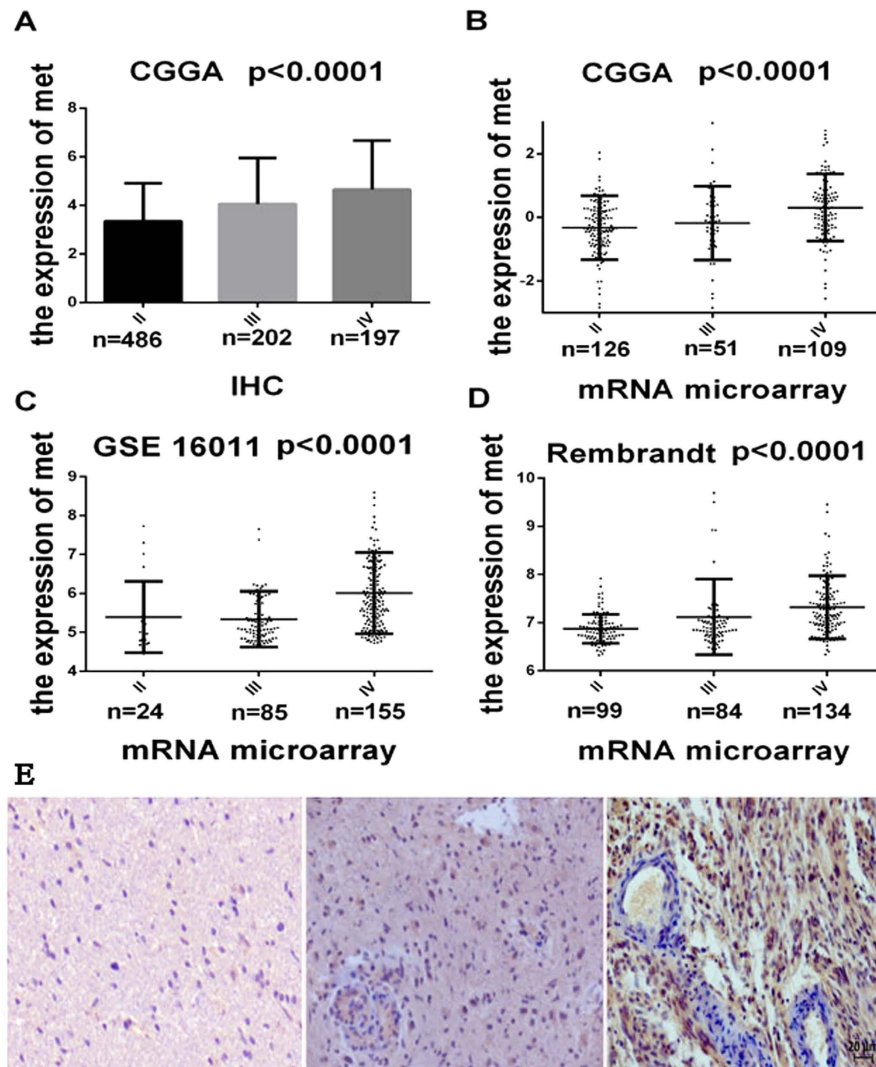 A
CGGA p<0.0001
the expression of met
8
6
4
2
0
II III IV
n=486 n=202 n=197
IHC
B
CGGA p<0.0001
the expression of met
2
0
-2
II III IV
n=126 n=51 n=109
mRNA microarray
C
GSE 16011 p<0.0001
the expression of met
9
8
7
6
5
4
II III IV
n=24 n=85 n=155
mRNA microarray
D
Rembrandt p<0.0001
the expression of met
10
9
8
7
6
II III IV
n=99 n=84 n=134
mRNA microarray
E
20 μm